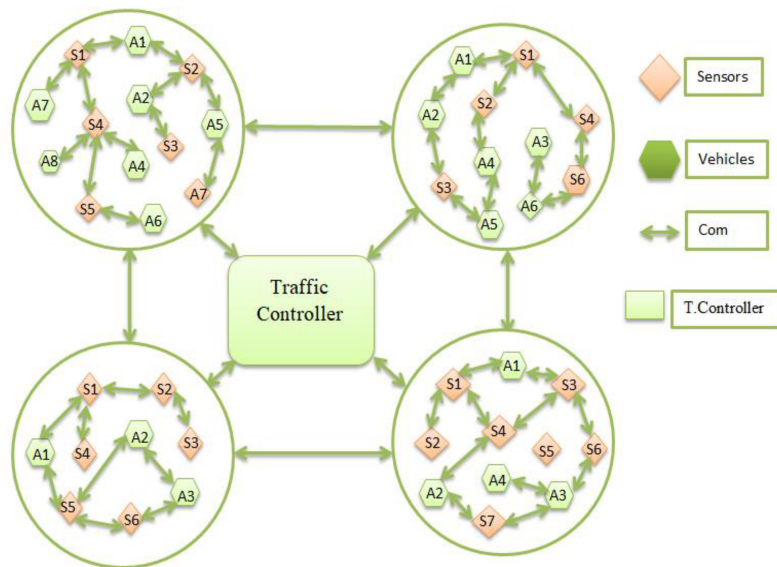 S1
A1
S2
A7
A2
A5
S4
S3
A8
A4
A7
S5
A6
A1
S1
S2
A2
S4
A3
A4
S3
S6
A6
A5
Sensors
Vehicles
Com
T.Controller
Traffic
Controller
S1
S2
A2
S3
A1
S4
A3
S5
S6
A1
S1
S3
S4
S2
S5
S6
A4
A2
A3
S7